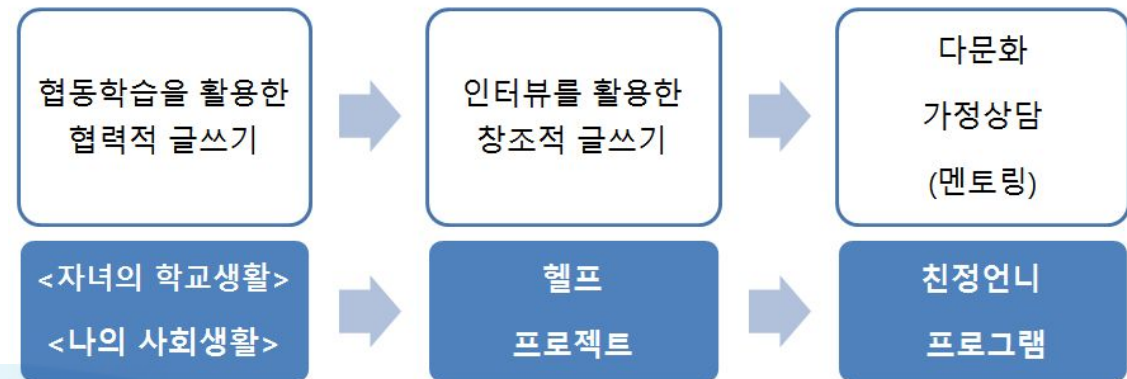 협동학습을 활용한
협력적 글쓰기
인터뷰를 활용한
창조적 글쓰기
다문화
가정상담
(멘토링)
<자녀의 학교생활>
<나의 사회생활>
헬프
프로젝트
친정언니
프로그램